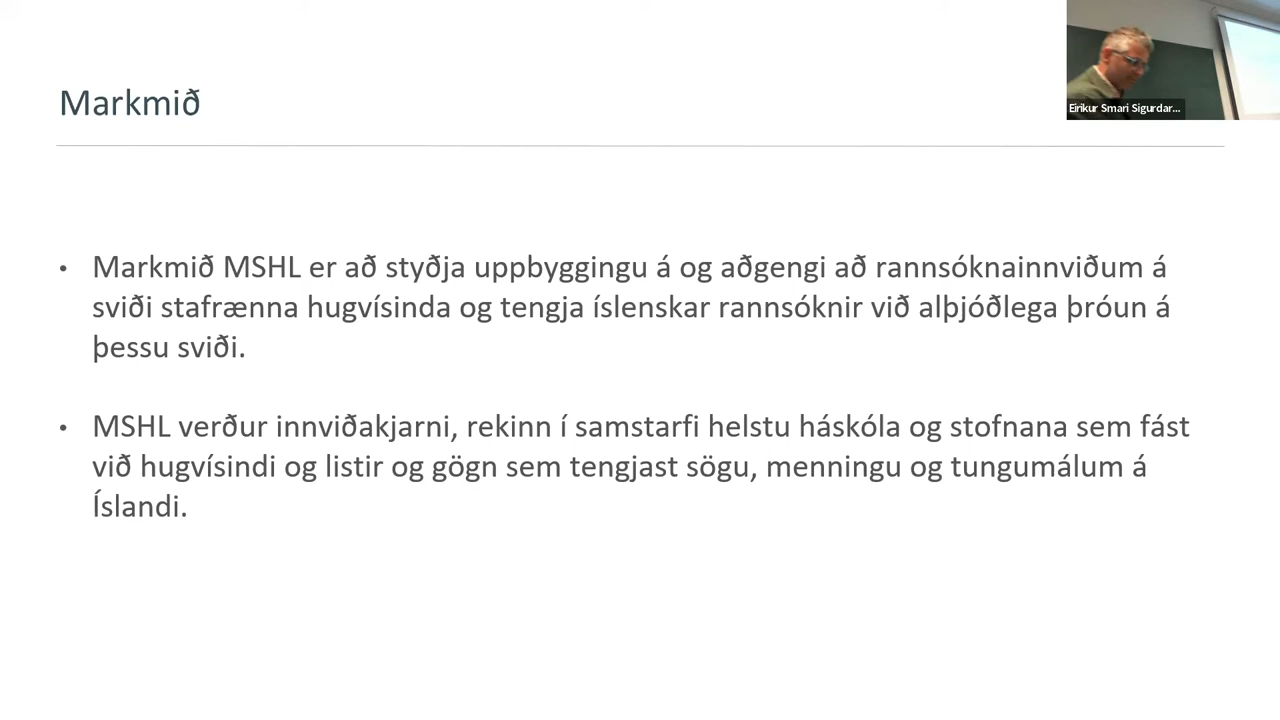 Markmið
Eirikur Smari Sigurdar...
• Markmið MSHL er að styðja uppbyggingu á og aðgengi að rannsóknainnviðum á
sviði stafrænna hugvísinda og tengja íslenskar rannsóknir við alþjóðlega þróun á
þessu sviði.
• MSHL verður innviðakjarni, rekinn í samstarfi helstu háskóla og stofnana sem fást
við hugvísindi og listir og gögn sem tengjast sögu, menningu og tungumálum á
Íslandi.